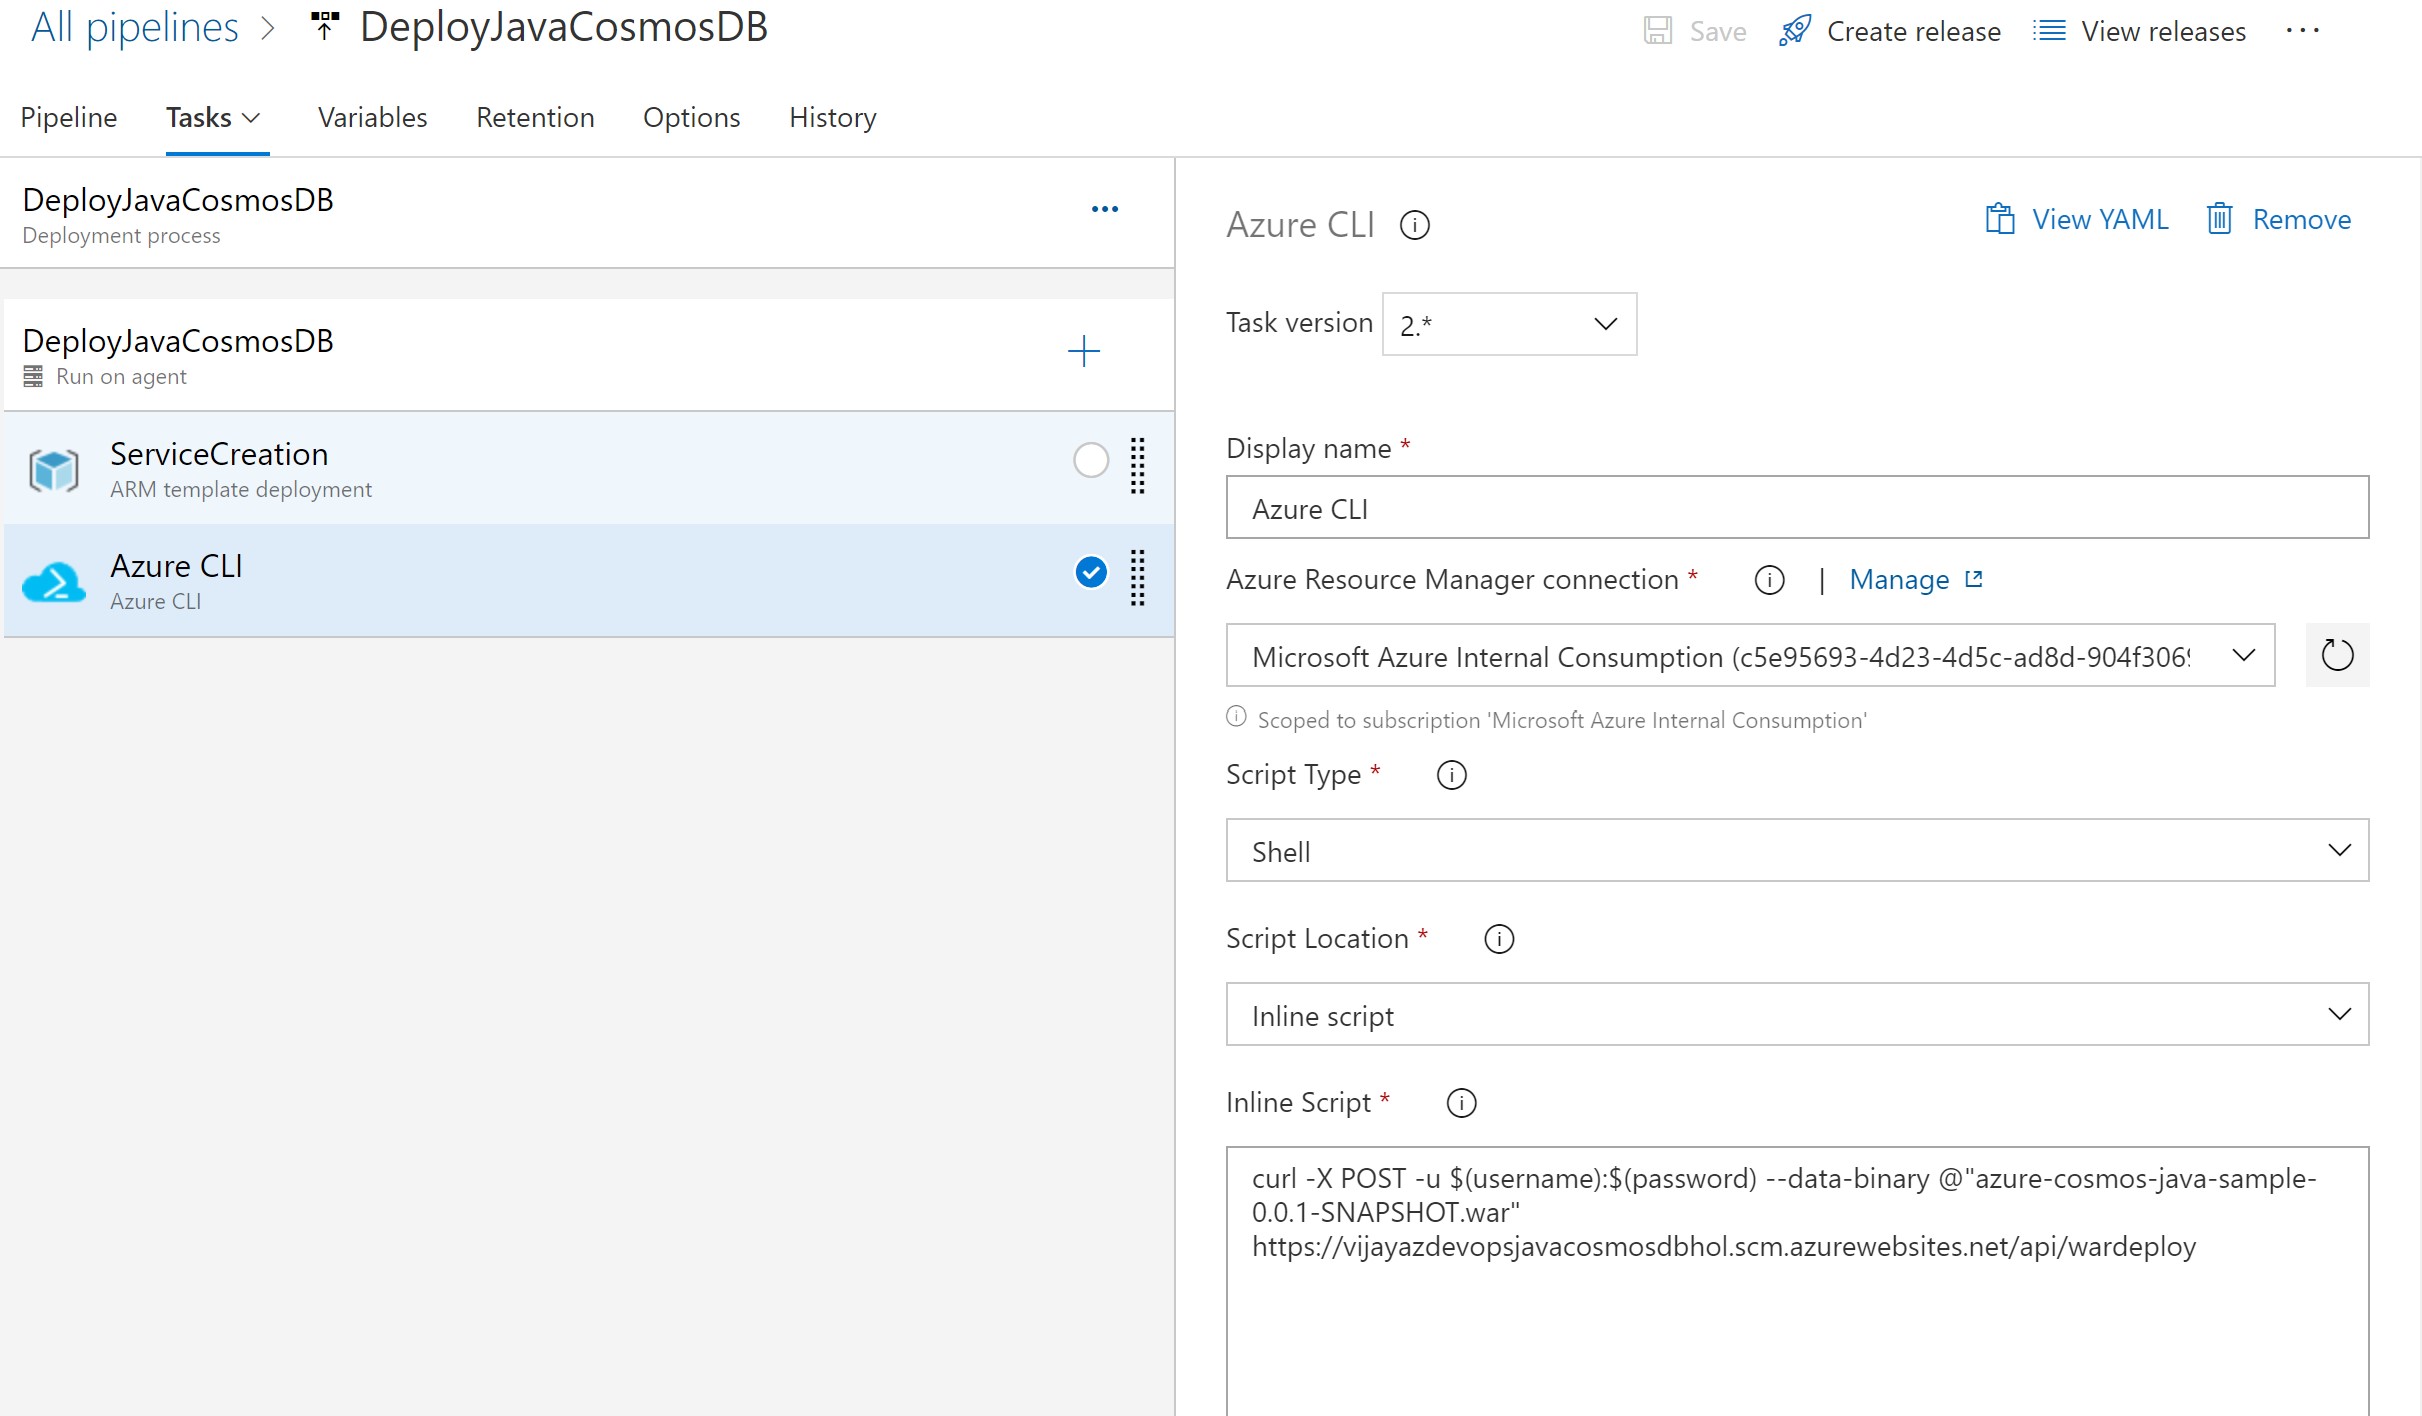 All pipelines > DeployJavaCosmosDB
Save Create release View releases ...
Pipeline Tasks Variables Retention Options History
DeployJavaCosmosDB
Deployment process
DeployJavaCosmosDB
Run on agent
ServiceCreation
ARM template deployment
Azure CLI
Azure CLI
Azure CLI
View YAML Remove
Task version 2.*
Display name *
Azure CLI
Azure Resource Manager connection * | Manage
Microsoft Azure Internal Consumption (c5e95693-4d23-4d5c-ad8d-904f3069
Scoped to subscription 'Microsoft Azure Internal Consumption'
Script Type *
Shell
Script Location *
Inline script
Inline Script *
curl -X POST -u $(username):$(password) --data-binary @"azure-cosmos-java-sample-
0.0.1-SNAPSHOT.war"
https://vijayazdevopsjavacosmosdbhol.scm.azurewebsites.net/api/wardeploy